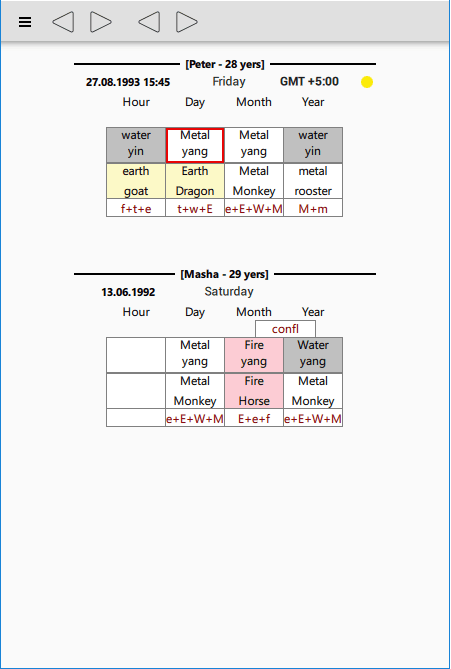 [Peter - 28 yers]
27.08.1993 15:45 Friday GMT +5:00
Hour Day Month Year
water Metal Metal water
yin yang yang yin
earth Earth Metal metal
goat Dragon Monkey rooster
f+t+e t+w+E e+E+W+M M+m
[Masha - 29 yers]
13.06.1992 Saturday
Hour Day Month Year
confl
Metal Fire Water
yang yang yang
Metal Fire Metal
Monkey Horse Monkey
e+E+W+M E+e+f e+E+W+M